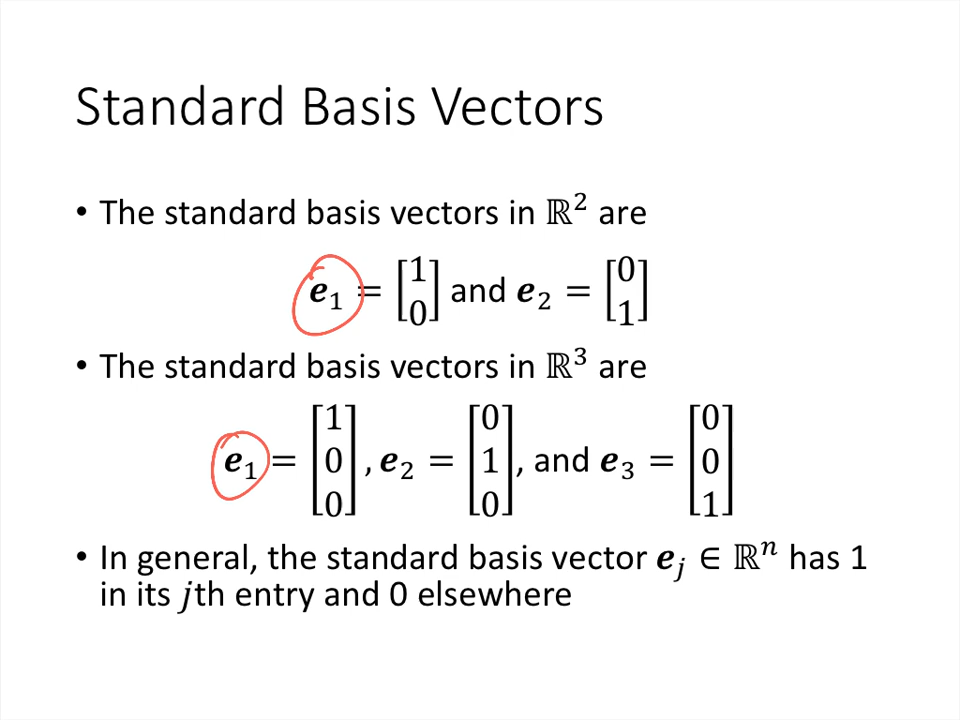 Standard Basis Vectors
• The standard basis vectors in ℝ² are
𝒆₁ = [1 0] and 𝒆₂ = [0 1]
• The standard basis vectors in ℝ³ are
𝒆₁ = [1 0 0], 𝒆₂ = [0 1 0], and 𝒆₃ = [0 0 1]
• In general, the standard basis vector 𝒆ⱼ ∈ ℝⁿ has 1
in its 𝑗th entry and 0 elsewhere